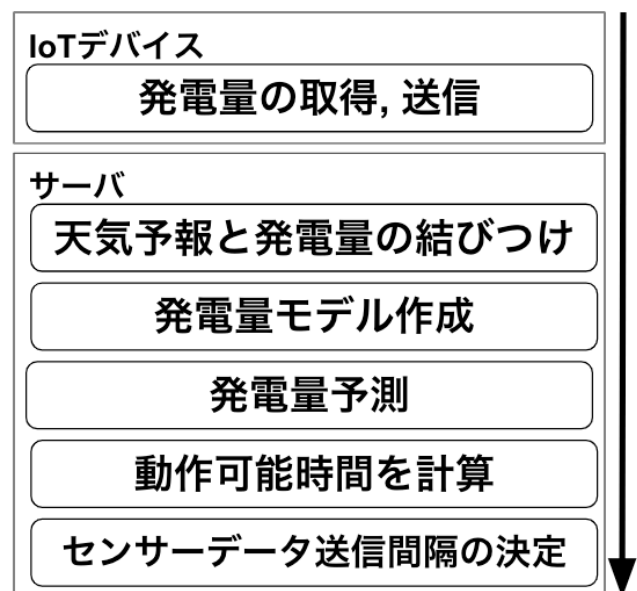 IoTデバイス
発電量の取得, 送信
サーバ
天気予報と発電量の結びつけ
発電量モデル作成
発電量予測
動作可能時間を計算
センサーデータ送信間隔の決定